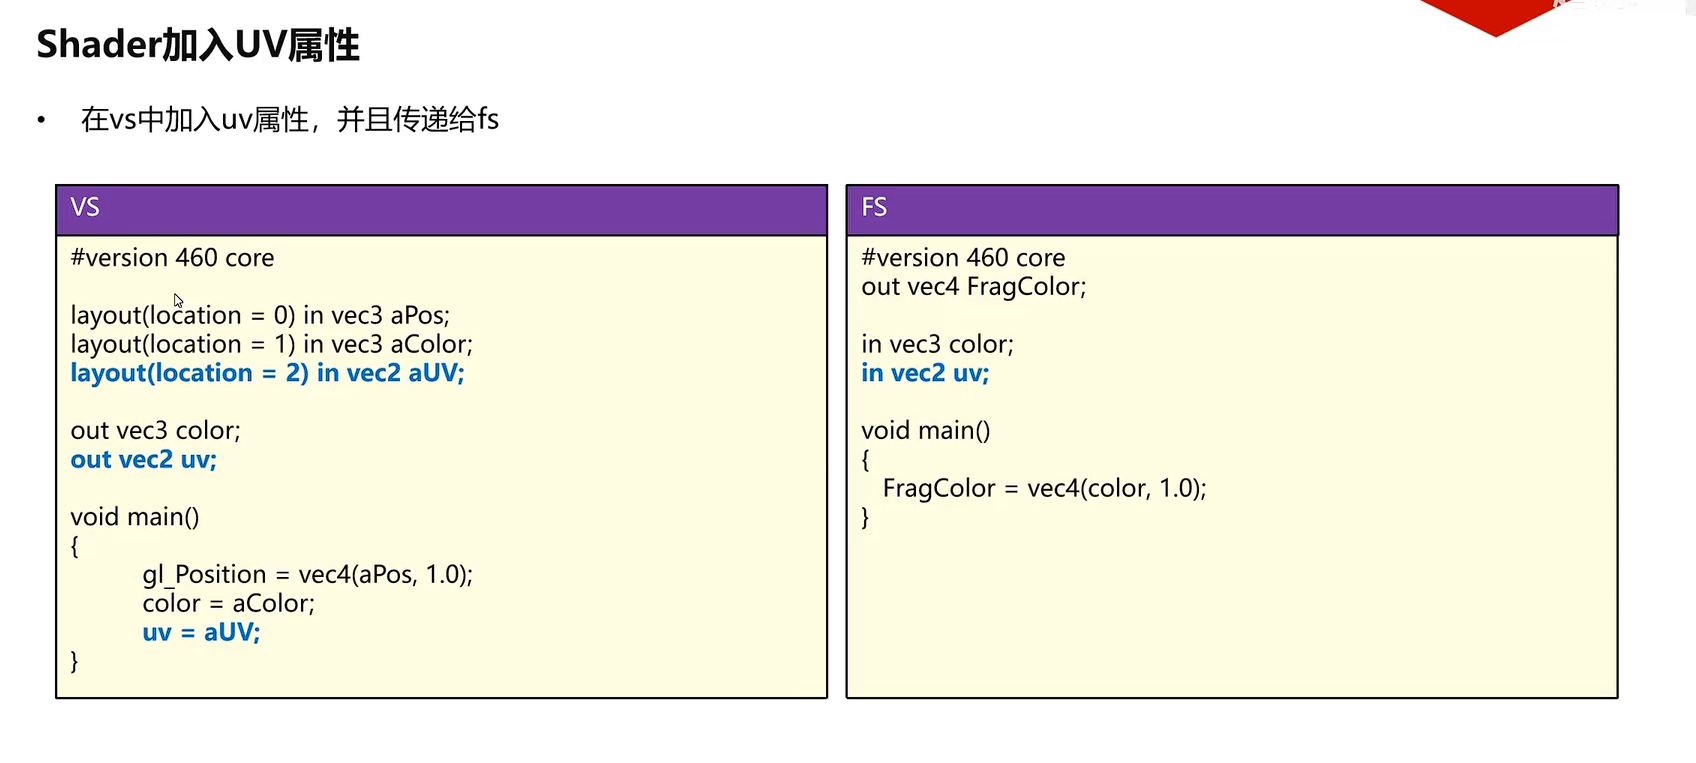 Shader加入UV属性
• 在vs中加入uv属性，并且传递给fs
VS
#version 460 core
layout(location = 0) in vec3 aPos;
layout(location = 1) in vec3 aColor;
layout(location = 2) in vec2 aUV;
out vec3 color;
out vec2 uv;
void main()
{
gl_Position = vec4(aPos, 1.0);
color = aColor;
uv = aUV;
}
FS
#version 460 core
out vec4 FragColor;
in vec3 color;
in vec2 uv;
void main()
{
FragColor = vec4(color, 1.0);
}